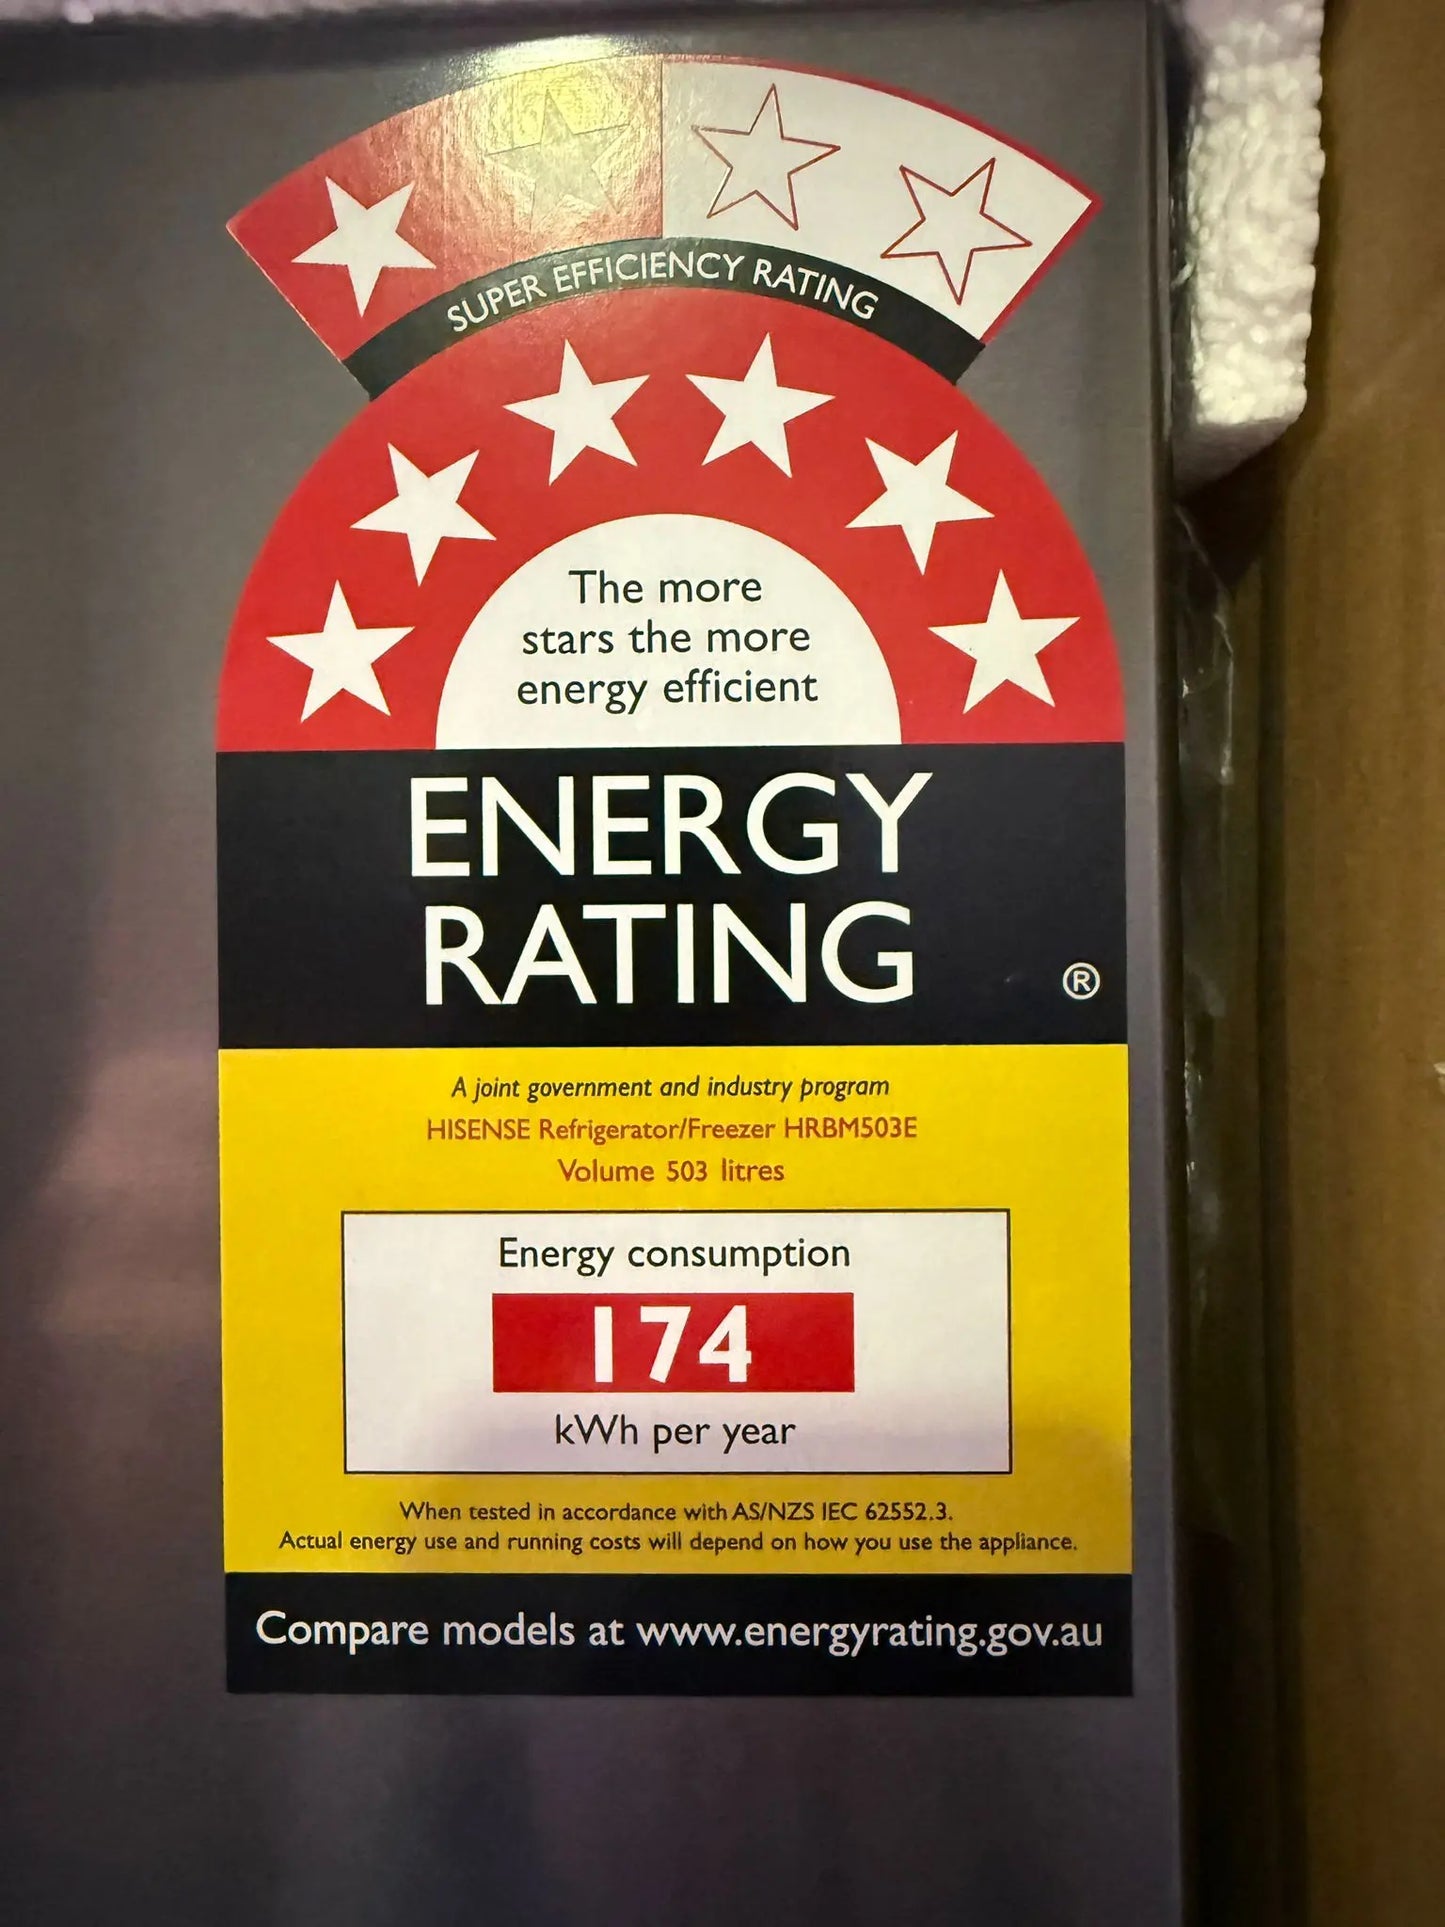 SUPER EFFICIENCY RATING
The more
stars the more
energy efficient
ENERGY
RATING
®
A joint government and industry program
HISENSE Refrigerator/Freezer HRBM503E
Volume 503 litres
Energy consumption
174
kWh per year
When tested in accordance with AS/NZS IEC 62552.3.
Actual energy use and running costs will depend on how you use the appliance.
Compare models at www.energyrating.gov.au